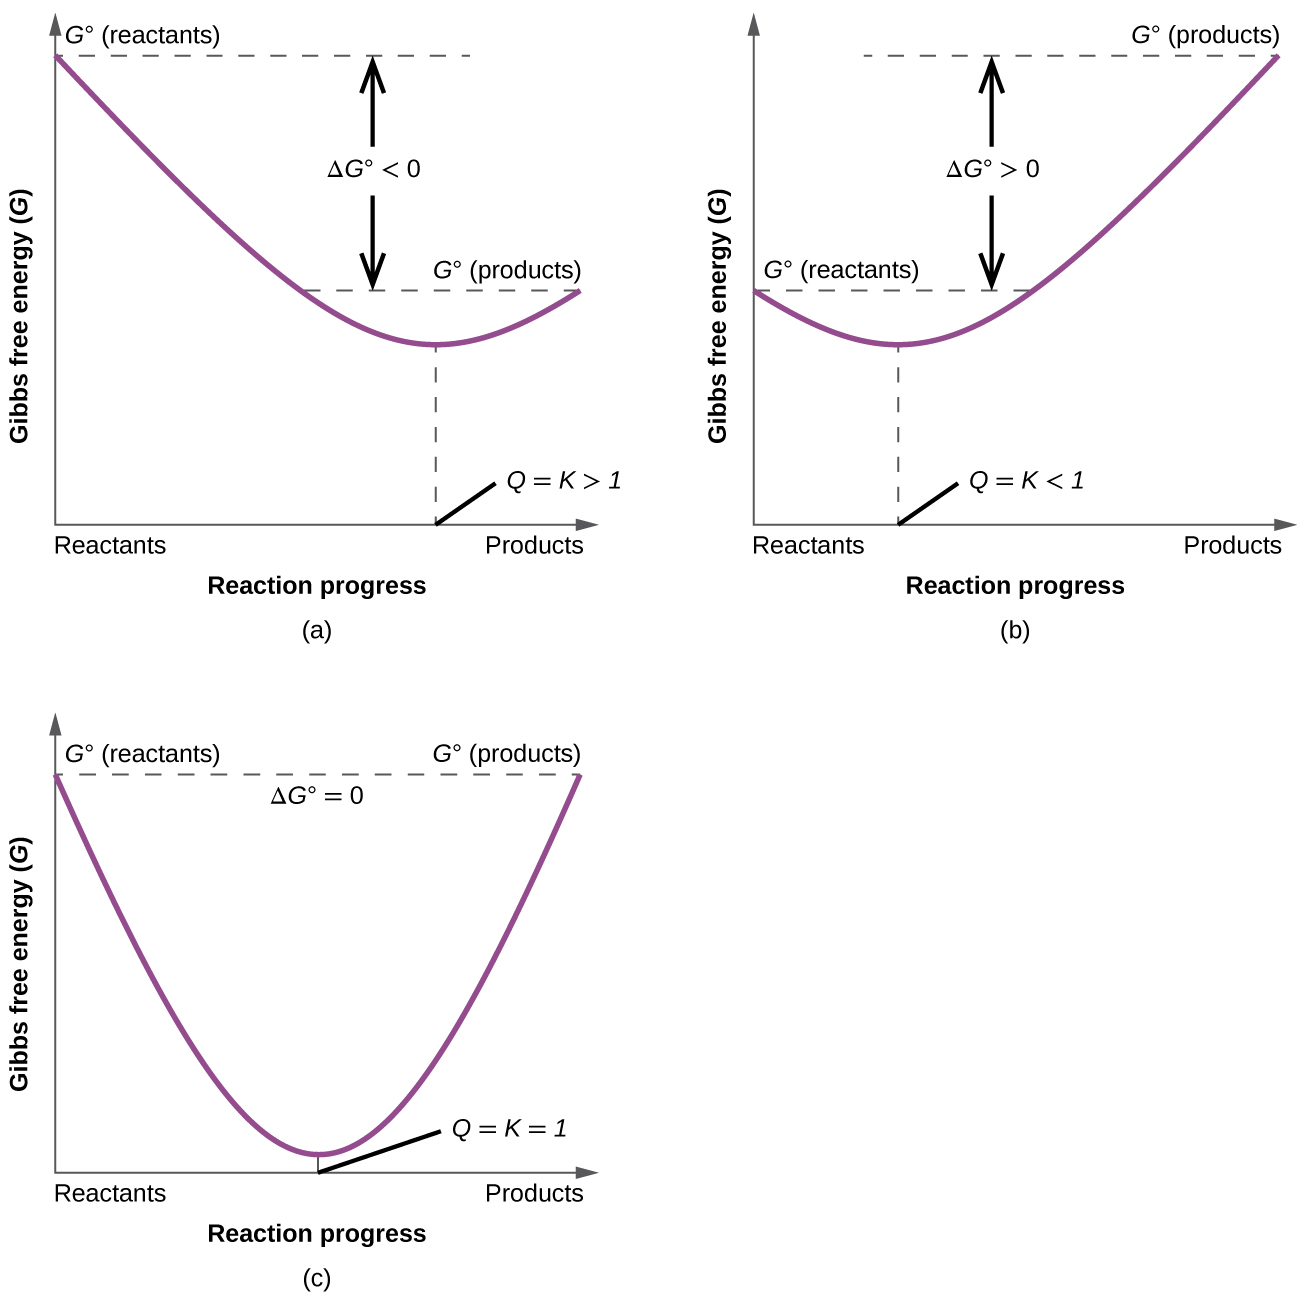 G° (reactants)
ΔG° < 0
G° (products)
Gibbs free energy (G)
Q = K > 1
Reactants
Products
Reaction progress
(a)
G° (products)
ΔG° > 0
G° (reactants)
Gibbs free energy (G)
Q = K < 1
Reactants
Products
Reaction progress
(b)
G° (reactants)
G° (products)
ΔG° = 0
Gibbs free energy (G)
Q = K = 1
Reactants
Products
Reaction progress
(c)